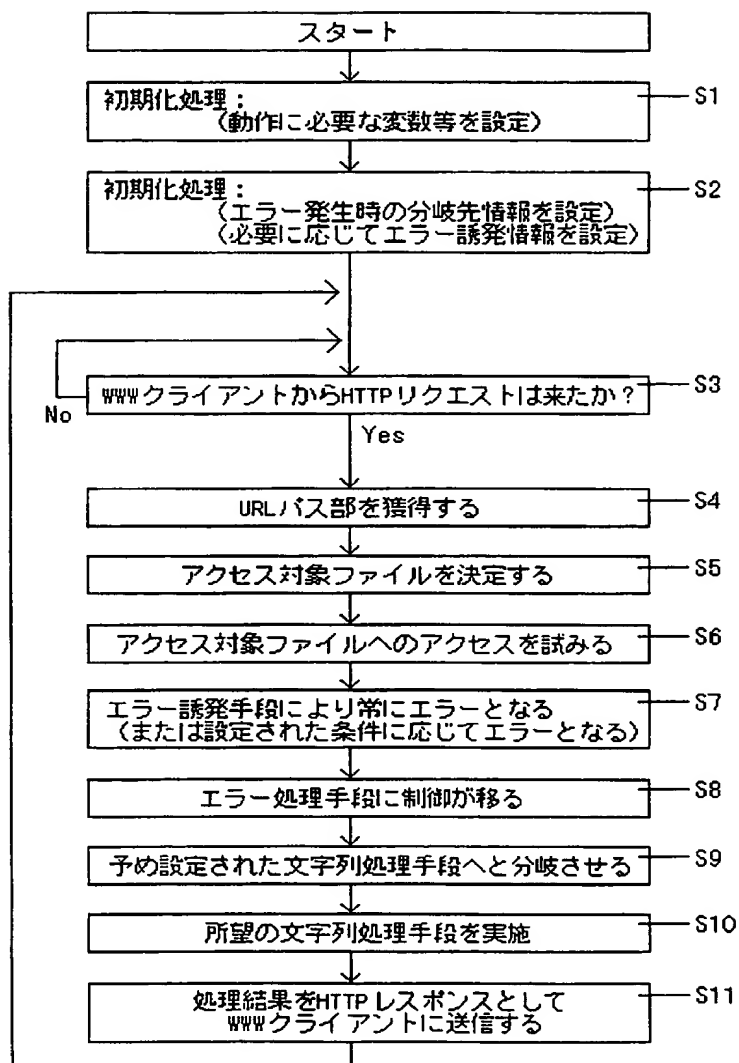 スタート
初期化処理：
（動作に必要な変数等を設定）
S1
初期化処理：
（エラー発生時の分岐先情報を設定）
（必要に応じてエラー誘発情報を設定）
S2
WWWクライアントからHTTPリクエストは来たか？
S3
No
Yes
URLパス部を獲得する
S4
アクセス対象ファイルを決定する
S5
アクセス対象ファイルへのアクセスを試みる
S6
エラー誘発手段により常にエラーとなる
（または設定された条件に応じてエラーとなる）
S7
エラー処理手段に制御が移る
S8
予め設定された文字列処理手段へと分岐させる
S9
所望の文字列処理手段を実施
S10
処理結果をHTTPレスポンスとして
WWWクライアントに送信する
S11